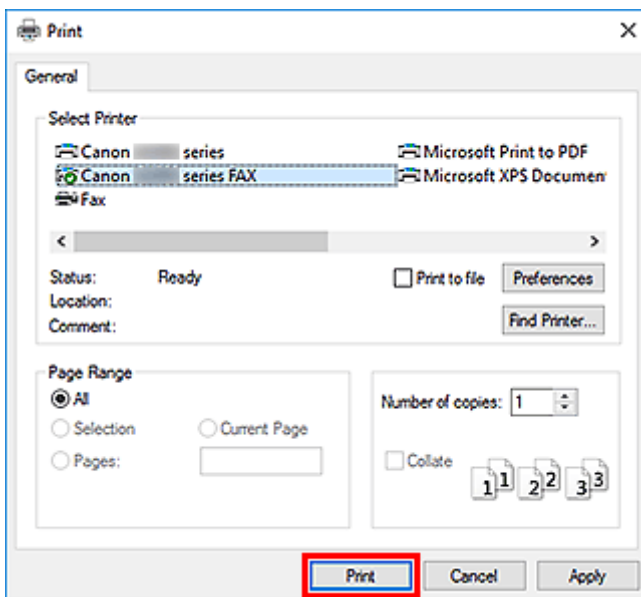 Print
General
Select Printer
Canon series
Microsoft Print to PDF
Canon series FAX
Microsoft XPS Documen
Fax
Status: Ready
Print to file
Preferences
Location:
Comment:
Find Printer...
Page Range
All
Selection
Current Page
Pages:
Number of copies: 1
Collate
1 1 2 2 3 3
Print
Cancel
Apply